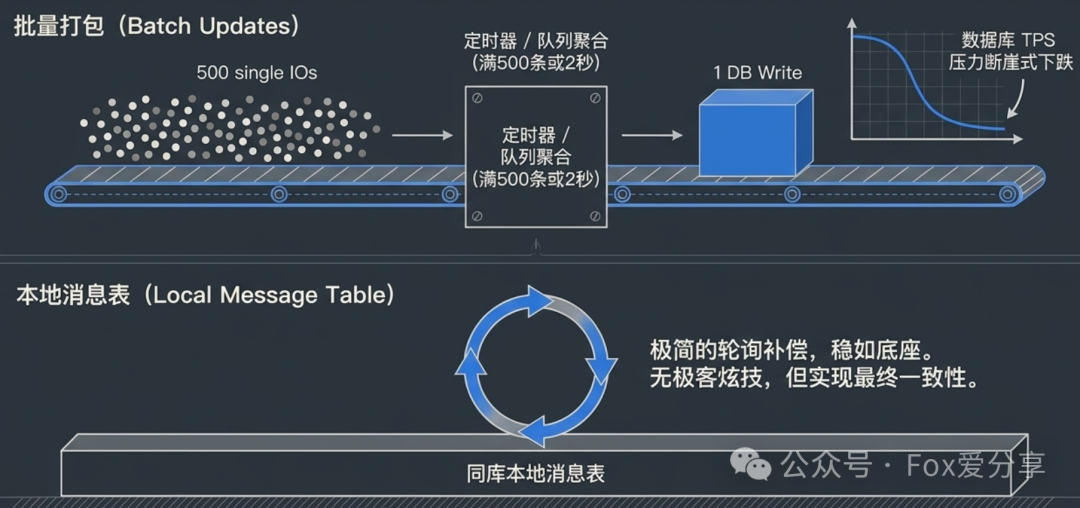 批量打包（Batch Updates）
500 single IOs
定时器 / 队列聚合
(满500条或2秒)
定时器 /
队列聚合
(满500条或2秒)
1 DB Write
数据库 TPS
压力断崖式下跌
本地消息表（Local Message Table）
极简的轮询补偿，稳如底座。
无极客炫技，但实现最终一致性。
同库本地消息表
公众号 · Fox爱分享